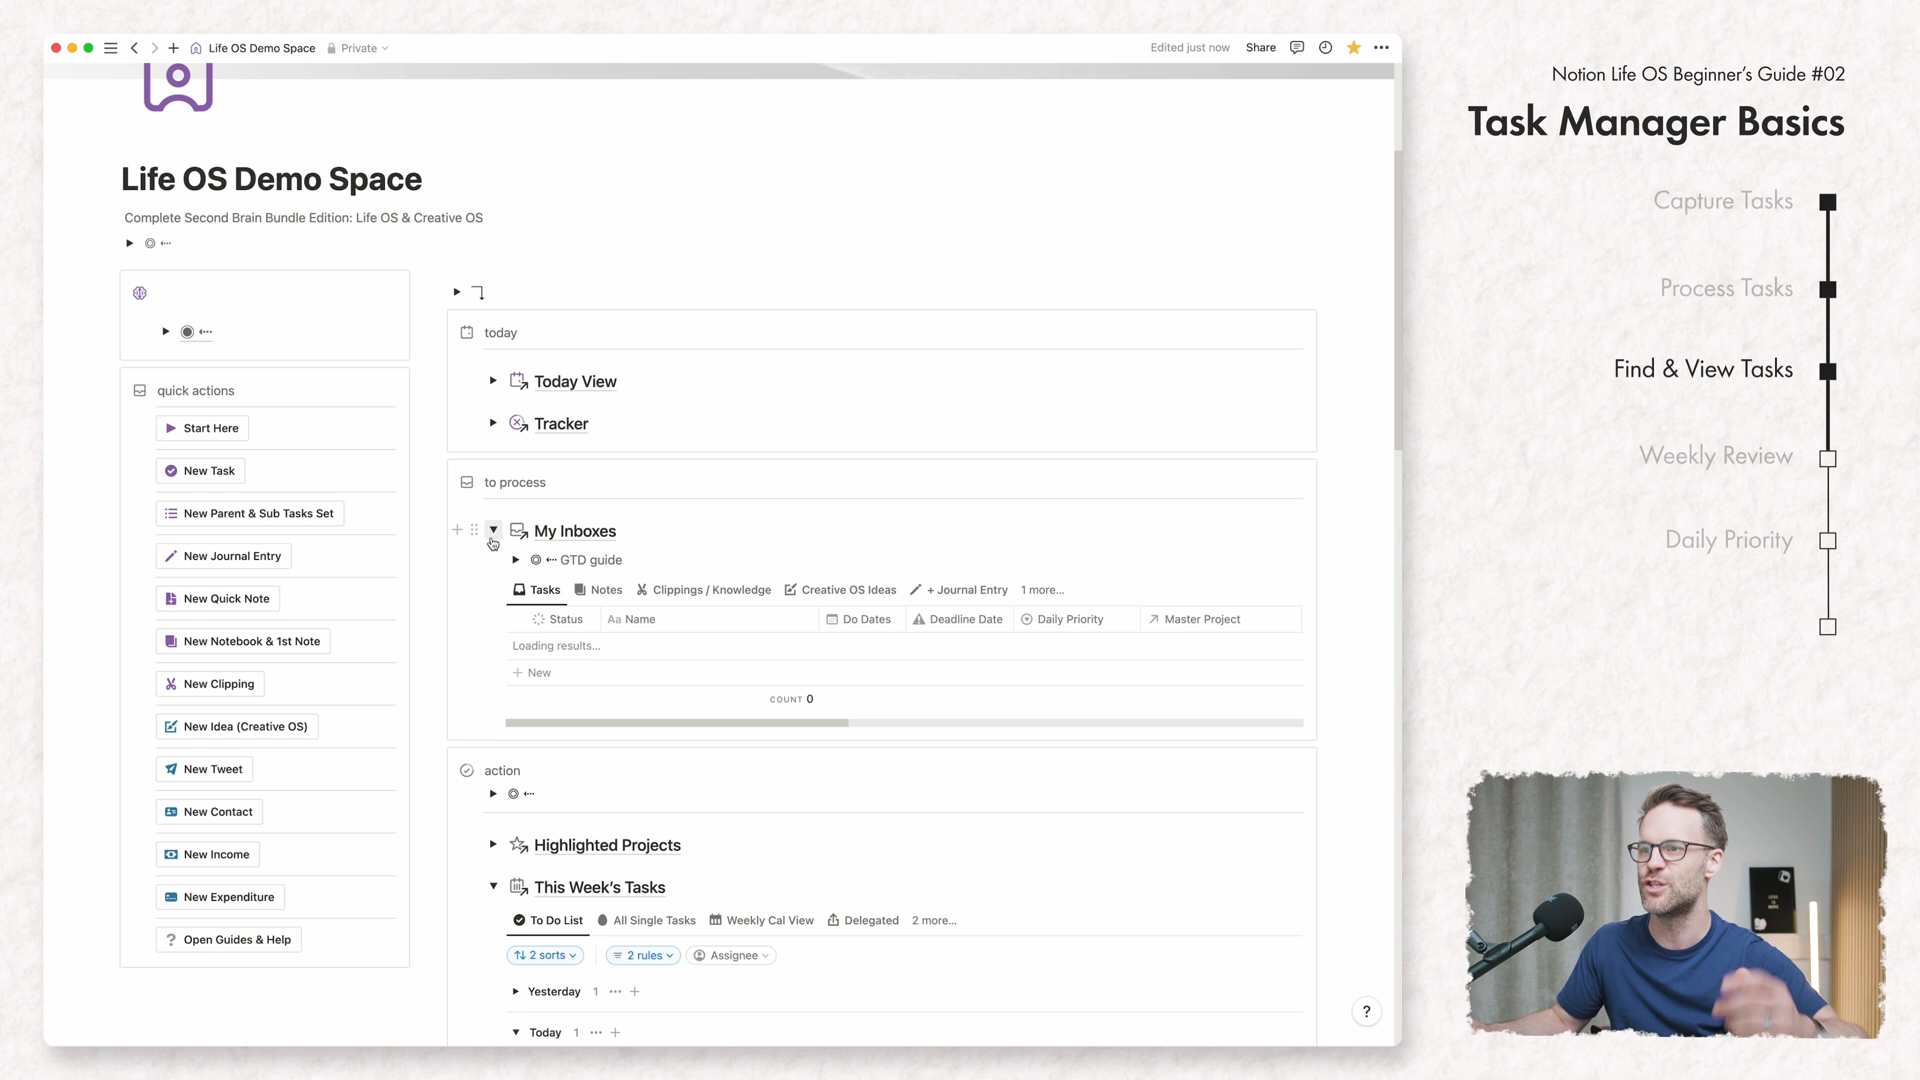 Life OS Demo Space Private
Edited just now Share
Life OS Demo Space
Complete Second Brain Bundle Edition: Life OS & Creative OS
quick actions
Start Here
New Task
New Parent & Sub Tasks Set
New Journal Entry
New Quick Note
New Notebook & 1st Note
New Clipping
New Idea (Creative OS)
New Tweet
New Contact
New Income
New Expenditure
? Open Guides & Help
today
Today View
Tracker
to process
My Inboxes
GTD guide
Tasks Notes Clippings / Knowledge Creative OS Ideas + Journal Entry 1 more...
Status Aa Name Do Dates Deadline Date Daily Priority Master Project
Loading results...
+ New
COUNT 0
action
Highlighted Projects
This Week's Tasks
To Do List All Single Tasks Weekly Cal View Delegated 2 more...
2 sorts 2 rules Assignee
Yesterday 1 ... +
Today 1 ... +
?
Notion Life OS Beginner's Guide #02
Task Manager Basics
Capture Tasks
Process Tasks
Find & View Tasks
Weekly Review
Daily Priority